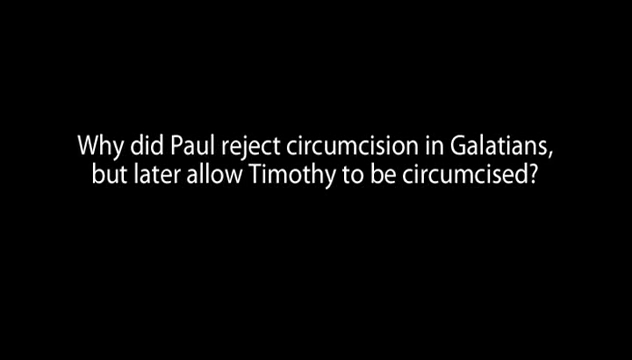 Why did Paul reject circumcision in Galatians,
but later allow Timothy to be circumcised?